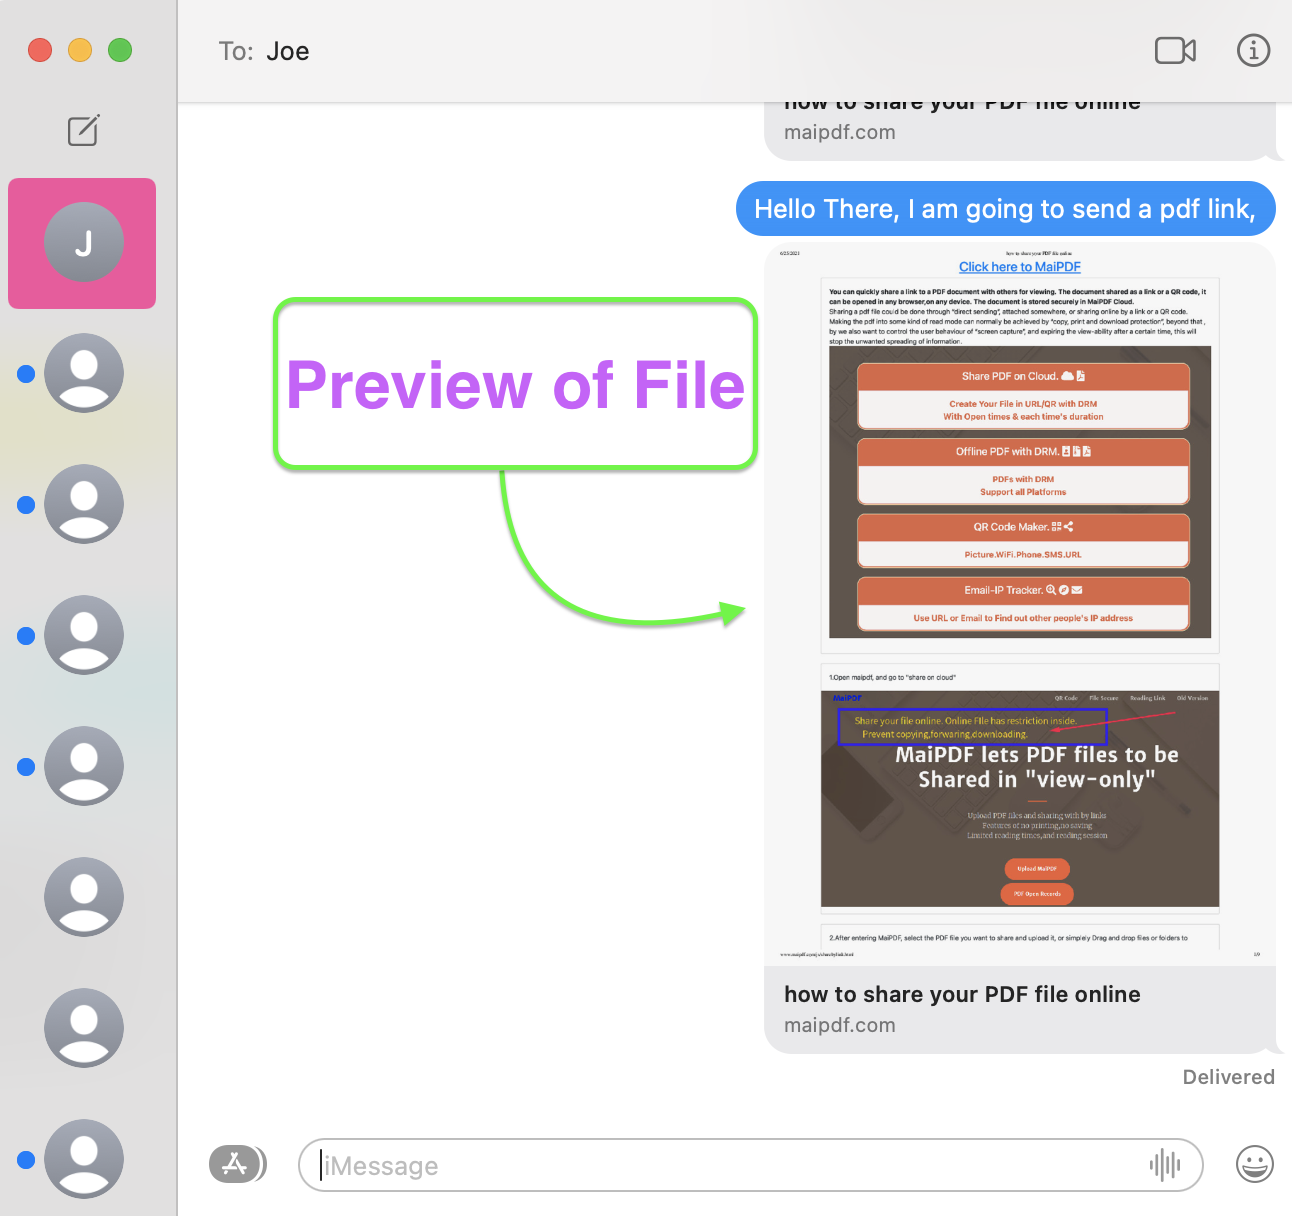 To: Joe
how to share your PDF file online
maipdf.com
J
Hello There, I am going to send a pdf link,
6/23/2021
how to share your PDF file online
Click here to MaiPDF
You can quickly share a link to a PDF document with others for viewing. The document shared as a link or a QR code, it
can be opened in any browser,on any device. The document is stored securely in MaiPDF Cloud.
Sharing a pdf file could be done through "direct sending", attached somewhere, or sharing online by a link or a QR code.
Making the pdf into some kind of read mode can normally be achieved by "copy, print and download protection", beyond that ,
by we also want to control the user behaviour of "screen capture", and expiring the view-ability after a certain time, this will
stop the unwanted spreading of information.
Preview of File
Share PDF on Cloud.
Create Your File in URL/QR with DRM
With Open times & each time's duration
Offline PDF with DRM.
PDFs with DRM
Support all Platforms
QR Code Maker.
Picture.WiFi.Phone.SMS.URL
Email-IP Tracker.
Use URL or Email to Find out other people's IP address
1.Open maipdf, and go to "share on cloud"
MaiPDF
QR Code File Secure Reading Link Old Version
Share your file online. Online FIle has restriction inside.
Prevent copying,forwaring,downloading.
MaiPDF lets PDF files to be
Shared in "view-only"
Upload PDF files and sharing with by links
Features of no printing,no saving
Limited reading times,and reading session
Upload MaiPDF
PDF Open Records
2.After entering MaiPDF, select the PDF file you want to share and upload it, or simplely Drag and drop files or folders to
1/9
how to share your PDF file online
maipdf.com
Delivered
iMessage